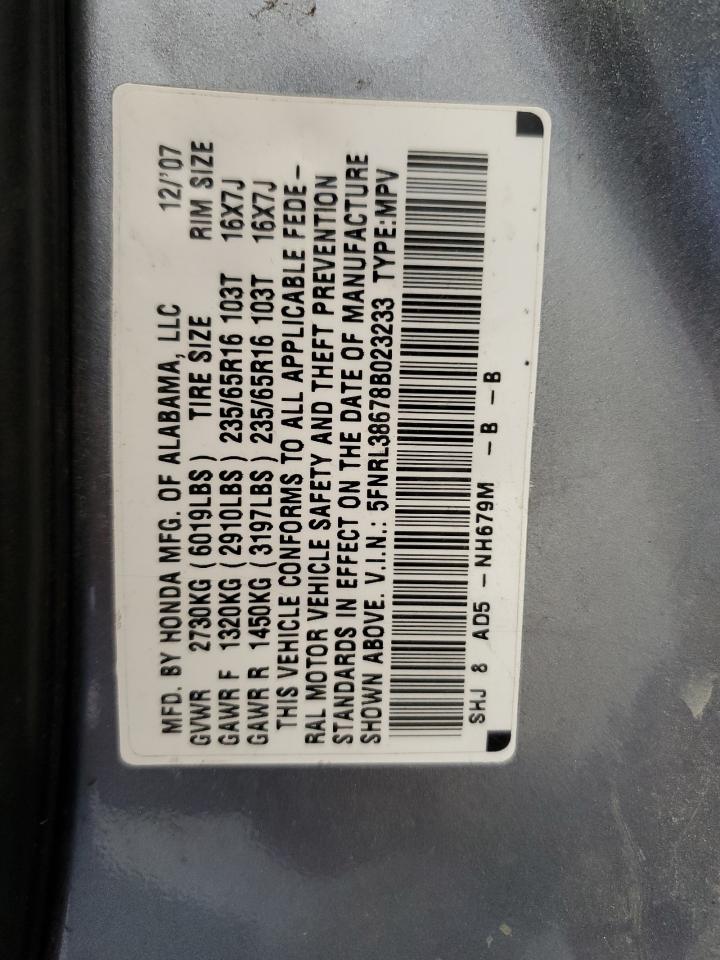 MFD. BY HONDA MFG. OF ALABAMA, LLC 12/'07
GVWR 2730KG (6019LBS) TIRE SIZE RIM SIZE
GAWR F 1320KG (2910LBS) 235/65R16 103T 16X7J
GAWR R 1450KG (3197LBS) 235/65R16 103T 16X7J
THIS VEHICLE CONFORMS TO ALL APPLICABLE FEDE-
RAL MOTOR VEHICLE SAFETY AND THEFT PREVENTION
STANDARDS IN EFFECT ON THE DATE OF MANUFACTURE
SHOWN ABOVE. V.I.N.: 5FNRL38678B023233 TYPE:MPV
SHJ 8 AD5 -NH679M -B -B